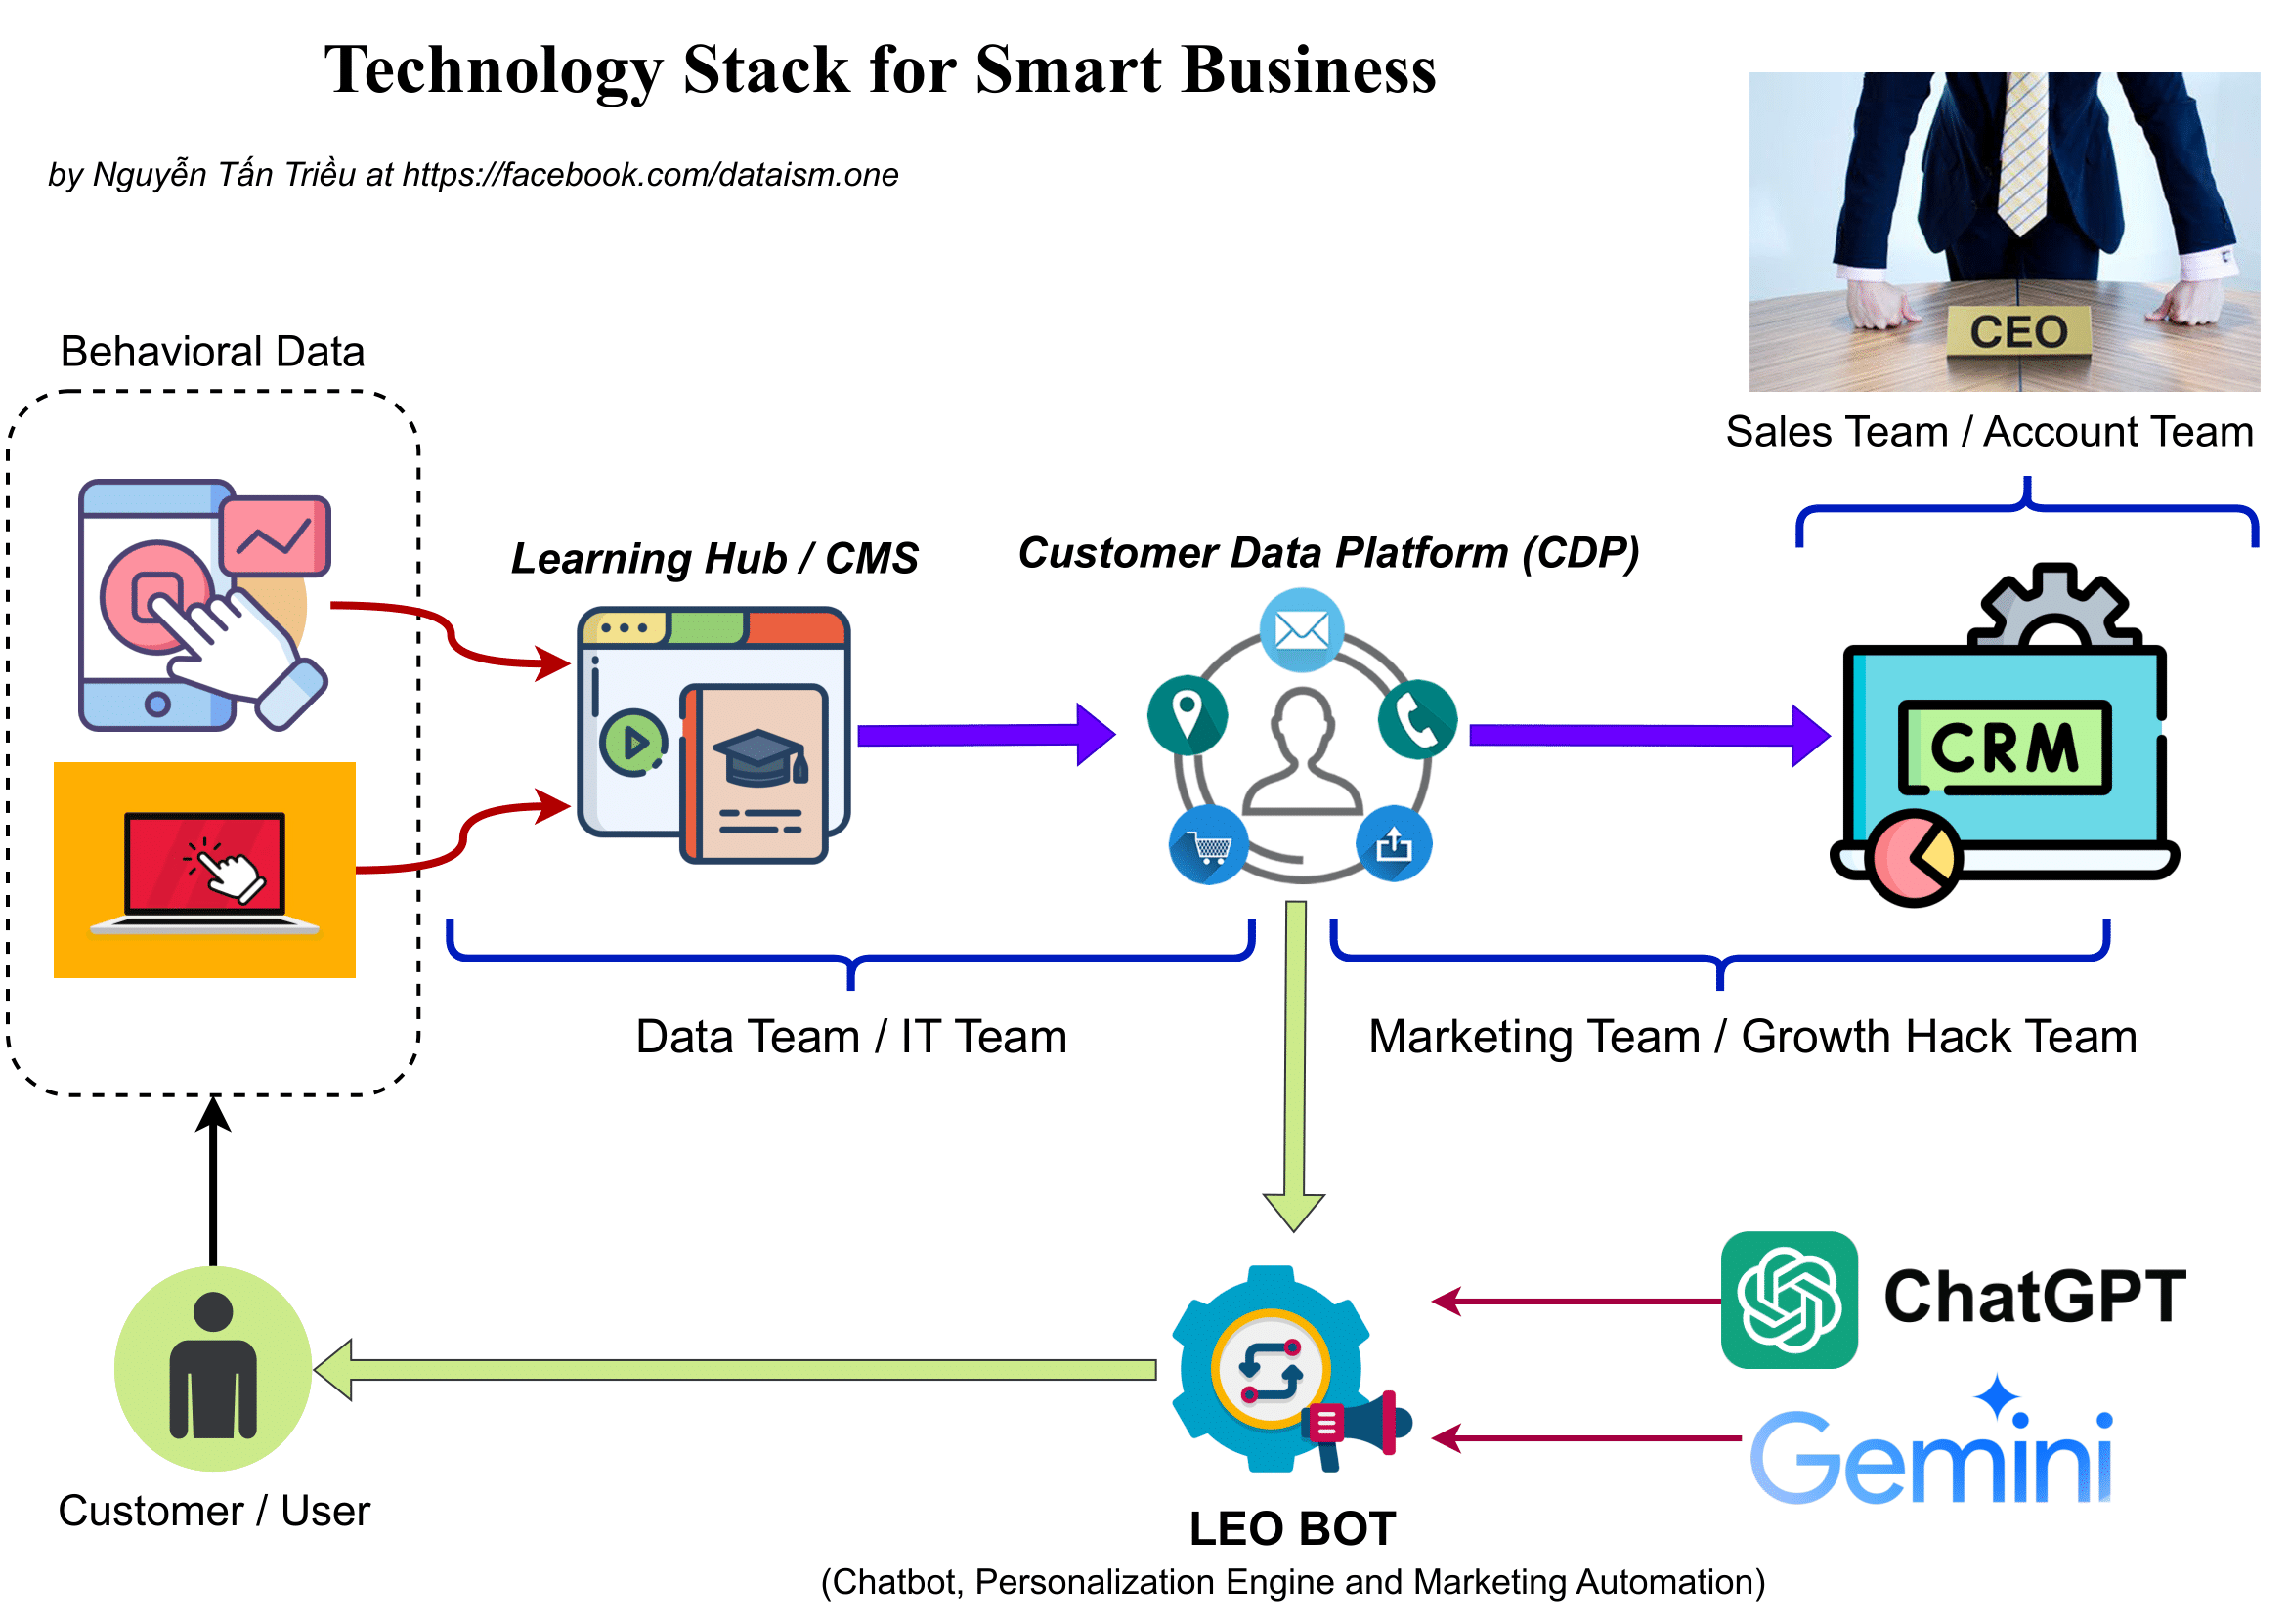 Technology Stack for Smart Business
by Nguyễn Tấn Triều at https://facebook.com/dataism.one
CEO
Sales Team / Account Team
Behavioral Data
Learning Hub / CMS
Customer Data Platform (CDP)
CRM
Data Team / IT Team
Marketing Team / Growth Hack Team
ChatGPT
Gemini
Customer / User
LEO BOT
(Chatbot, Personalization Engine and Marketing Automation)